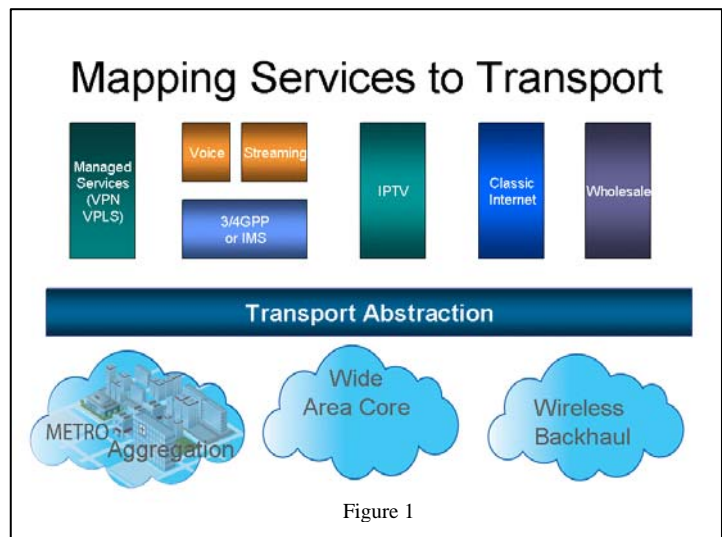 Mapping Services to Transport
Managed
Services
(VPN
VPLS)
Voice
Streaming
3/4GPP
or IMS
IPTV
Classic
Internet
Wholesale
Transport Abstraction
METRO
Aggregation
Wide
Area Core
Wireless
Backhaul
Figure 1